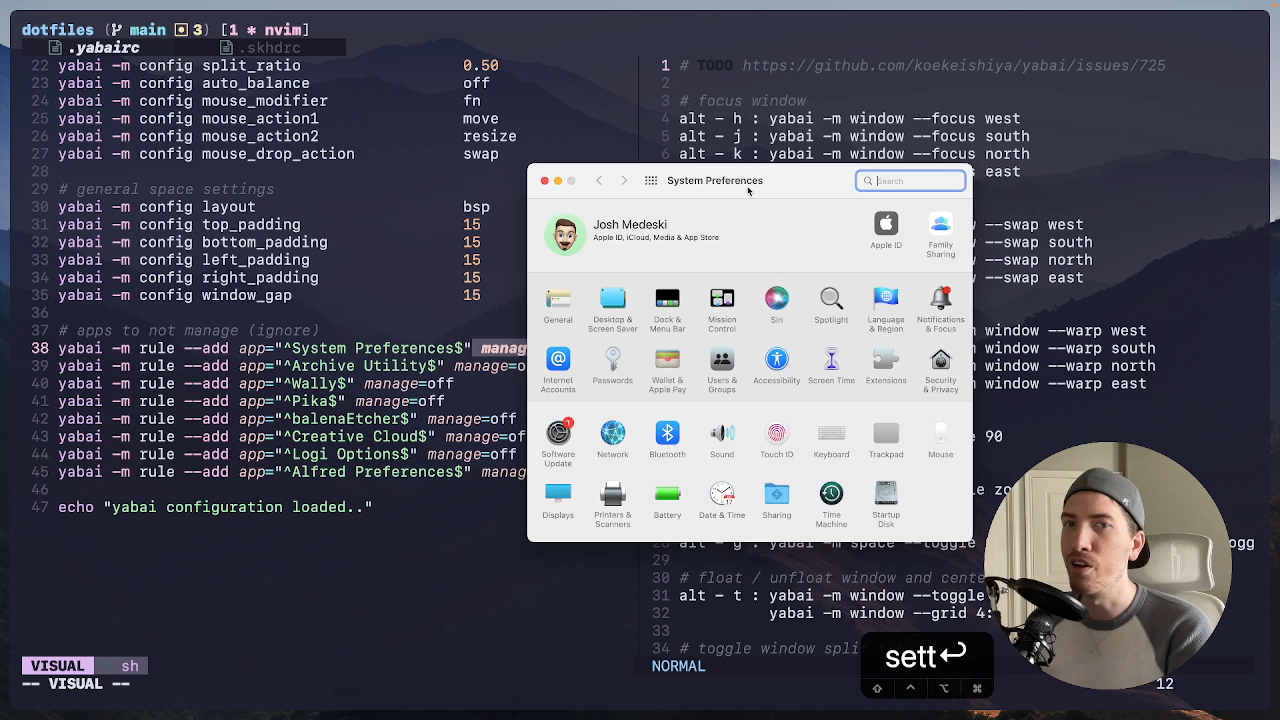 dotfiles ( main 3) [1 * nvim]
.yabairc
.skhdrc
22 yabai -m config split_ratio 0.50
23 yabai -m config auto_balance off
24 yabai -m config mouse_modifier fn
25 yabai -m config mouse_action1 move
26 yabai -m config mouse_action2 resize
27 yabai -m config mouse_drop_action swap
28
29 # general space settings
30 yabai -m config layout bsp
31 yabai -m config top_padding 15
32 yabai -m config bottom_padding 15
33 yabai -m config left_padding 15
34 yabai -m config right_padding 15
35 yabai -m config window_gap 15
36
37 # apps to not manage (ignore)
38 yabai -m rule --add app="^System Preferences$" manag
39 yabai -m rule --add app="^Archive Utility$" manage=o
40 yabai -m rule --add app="^Wally$" manage=off
41 yabai -m rule --add app="^Pika$" manage=off
42 yabai -m rule --add app="^balenaEtcher$" manage=off
43 yabai -m rule --add app="^Creative Cloud$" manage=off
44 yabai -m rule --add app="^Logi Options$" manage=off
45 yabai -m rule --add app="^Alfred Preferences$" manag
46
47 echo "yabai configuration loaded.."
VISUAL sh
-- VISUAL --
1 # TODO https://github.com/koekeishiya/yabai/issues/725
2
3 # focus window
4 alt - h : yabai -m window --focus west
5 alt - j : yabai -m window --focus south
6 alt - k : yabai -m window --focus north
east
--swap west
--swap south
--swap north
--swap east
m window --warp west
window --warp south
window --warp north
window --warp east
90
28 alt - g : yabai -m space --toggle
ogg
29
30 # float / unfloat window and cente
31 alt - t : yabai -m window --toggle
32 yabai -m window --grid 4:
33
34 # toggle window split
NORMAL
12
System Preferences
Search
Josh Medeski
Apple ID, iCloud, Media & App Store
Apple ID
Family
Sharing
General
Desktop &
Screen Saver
Dock &
Menu Bar
Mission
Control
Siri
Spotlight
Language
& Region
Notifications
& Focus
Internet
Accounts
Passwords
Wallet &
Apple Pay
Users &
Groups
Accessibility
Screen Time
Extensions
Security
& Privacy
1
Software
Update
Network
Bluetooth
Sound
Touch ID
Keyboard
Trackpad
Mouse
Displays
Printers &
Scanners
Battery
17
Date & Time
Sharing
Time
Machine
Startup
Disk
sett↩
⇧ ⌃ ⌥ ⌘